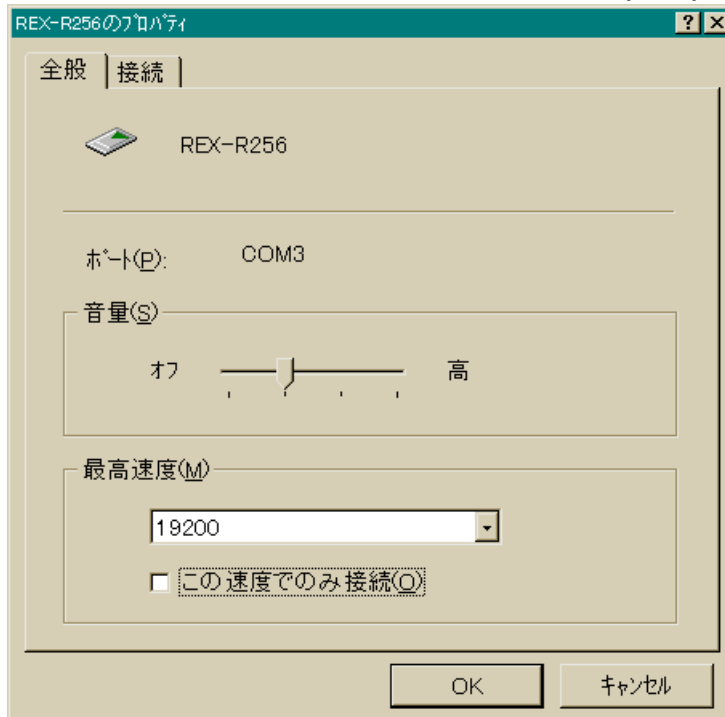 REX-R256のﾌﾟﾛﾊﾟﾃｨ
全般 接続
REX-R256
ﾎﾟｰﾄ(P): COM3
音量(S)
ｵﾌ 高
最高速度(M)
19200
この速度でのみ接続(O)
OK ｷｬﾝｾﾙ